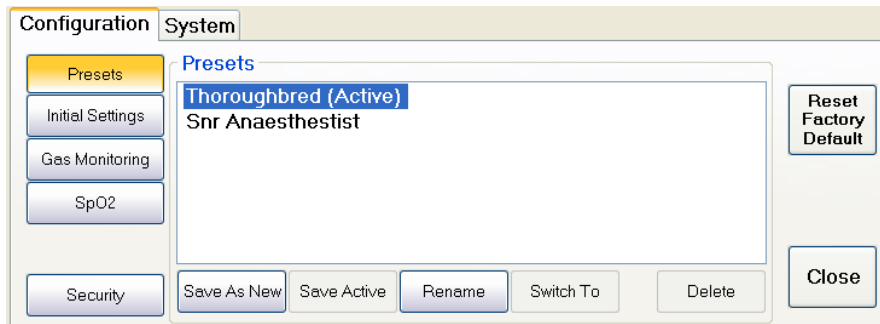 Configuration
System
Presets
Initial Settings
Gas Monitoring
SpO2
Security
Presets
Thoroughbred (Active)
Snr Anaesthestist
Save As New
Save Active
Rename
Switch To
Delete
Reset
Factory
Default
Close